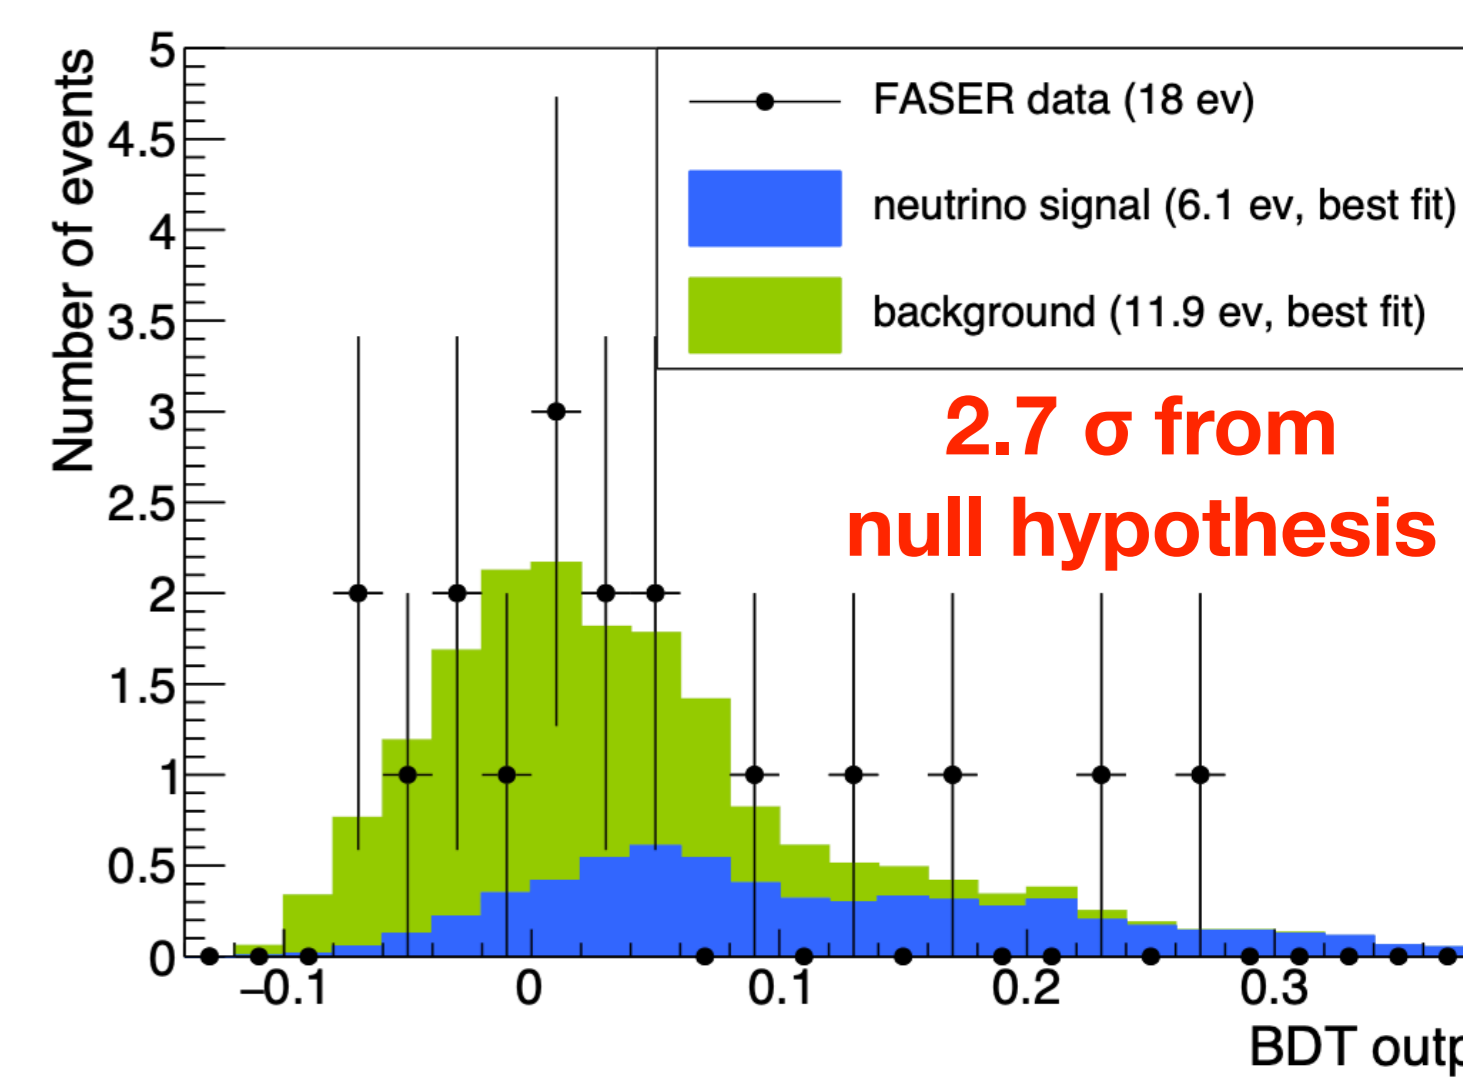 Number of events
5
4.5
4
3.5
3
2.5
2
1.5
1
0.5
0
FASER data (18 ev)
neutrino signal (6.1 ev, best fit)
background (11.9 ev, best fit)
2.7 σ from
null hypothesis
−0.1 0 0.1 0.2 0.3
BDT outp